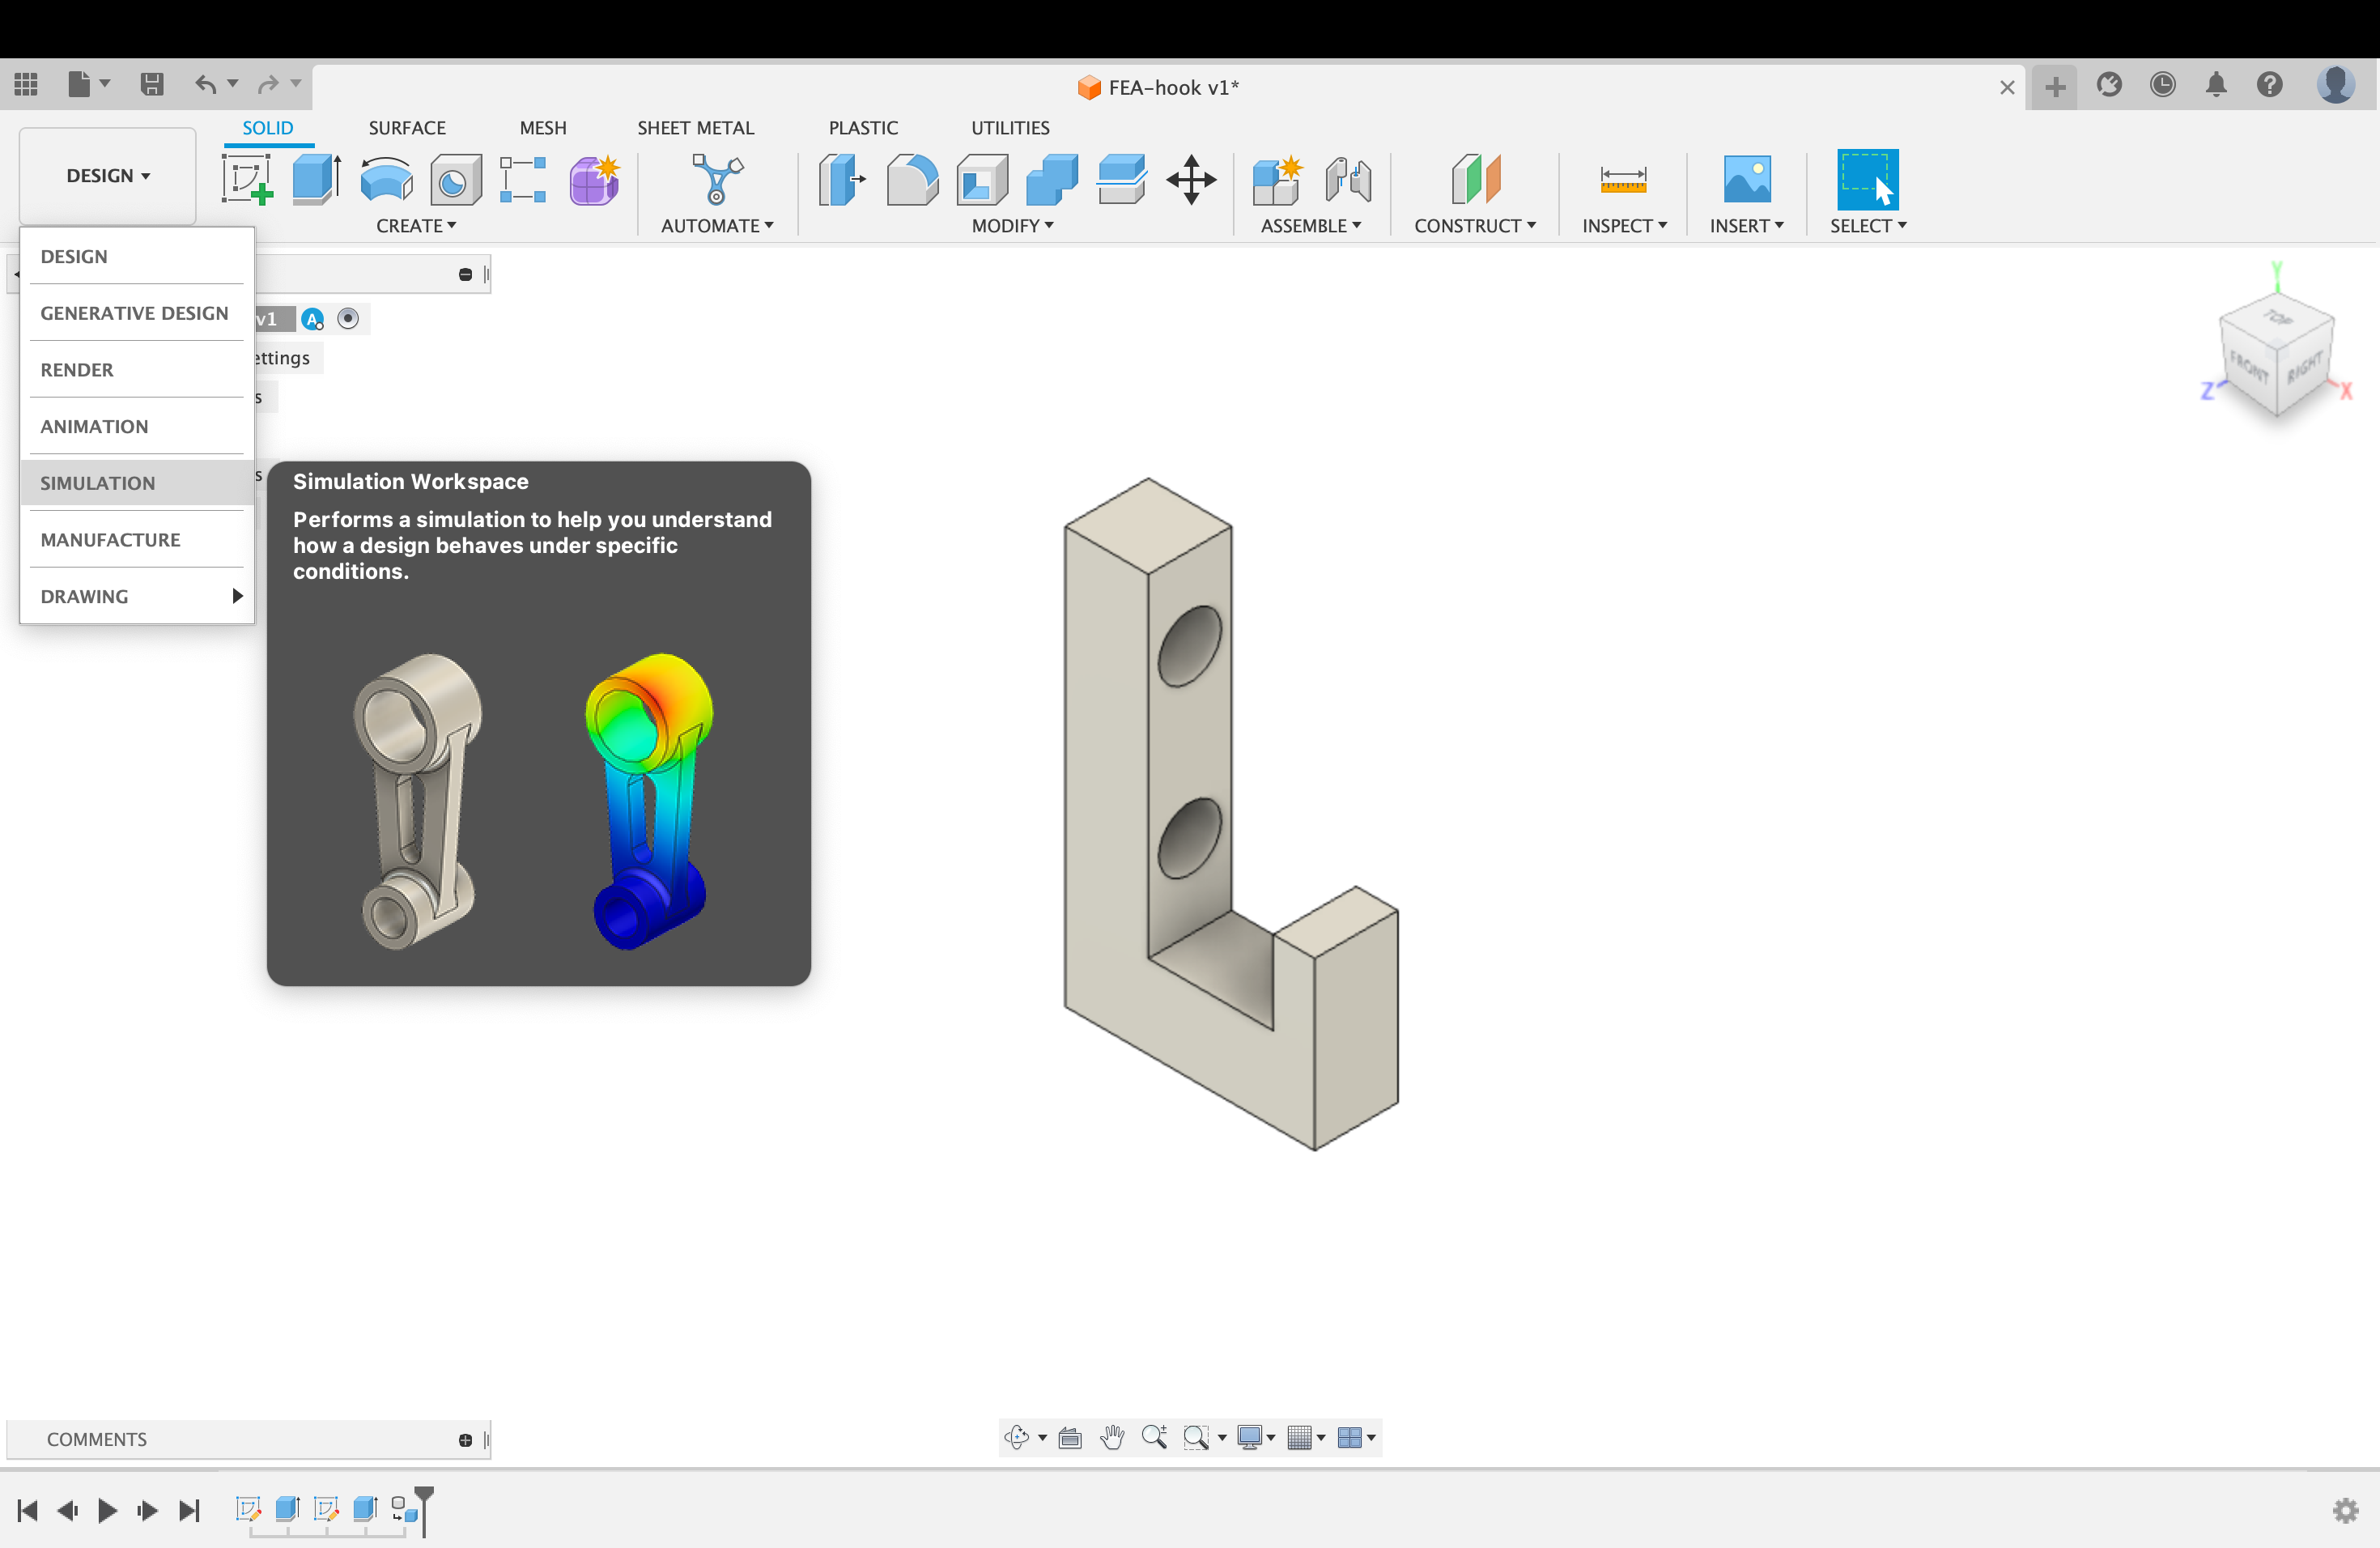 FEA-hook v1*
SOLID
SURFACE
MESH
SHEET METAL
PLASTIC
UTILITIES
DESIGN
CREATE
AUTOMATE
MODIFY
ASSEMBLE
CONSTRUCT
INSPECT
INSERT
SELECT
DESIGN
GENERATIVE DESIGN
RENDER
ANIMATION
SIMULATION
MANUFACTURE
DRAWING
v1
A
ettings
s
s
Simulation Workspace
Performs a simulation to help you understand
how a design behaves under specific
conditions.
Y
TOP
FRONT
RIGHT
Z
X
COMMENTS